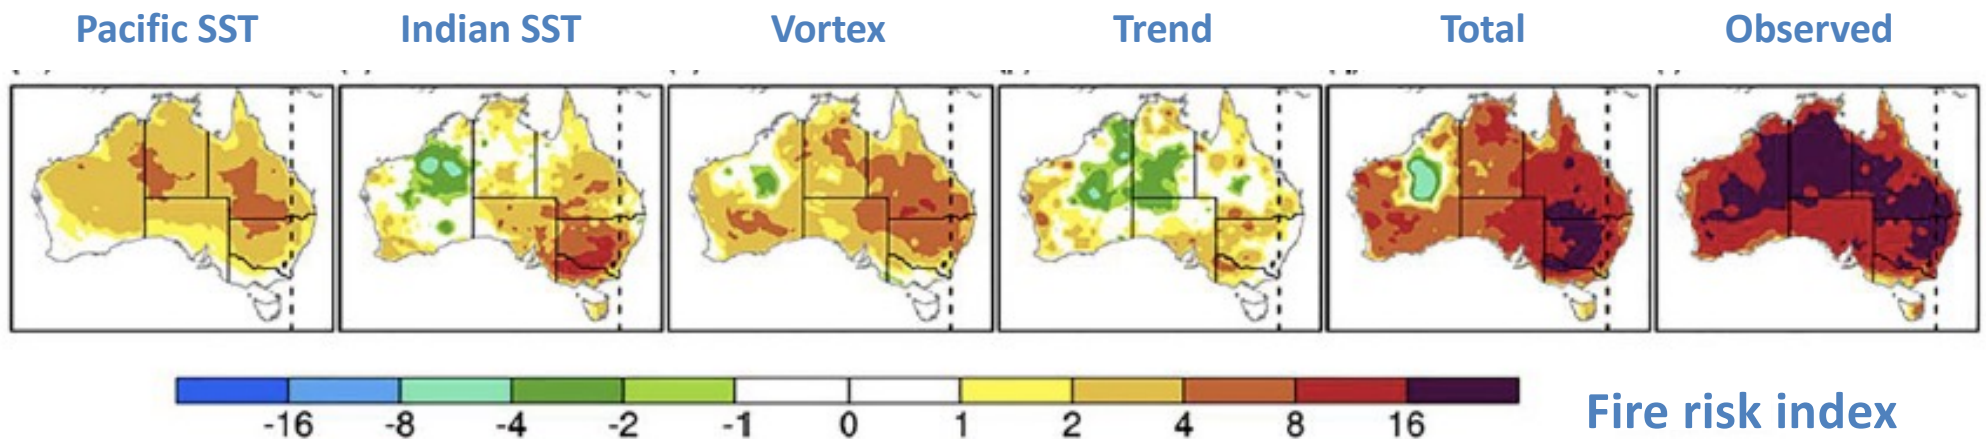 Pacific SST Indian SST Vortex Trend Total Observed
-16 -8 -4 -2 -1 0 1 2 4 8 16
Fire risk index